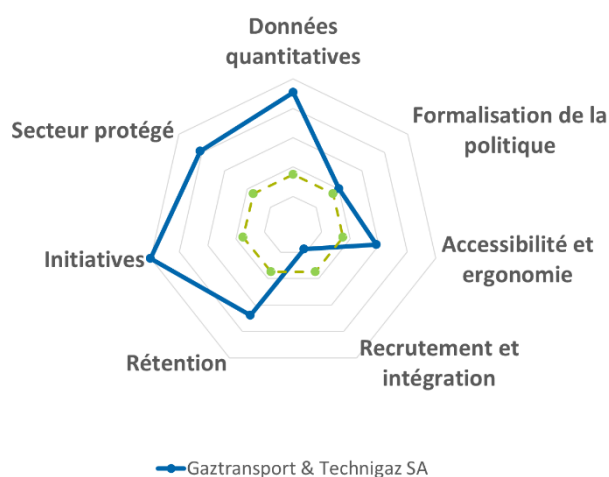 Données
quantitatives
Formalisation de la
politique
Accessibilité et
ergonomie
Recrutement et
intégration
Rétention
Initiatives
Secteur protégé
Gaztransport & Technigaz SA